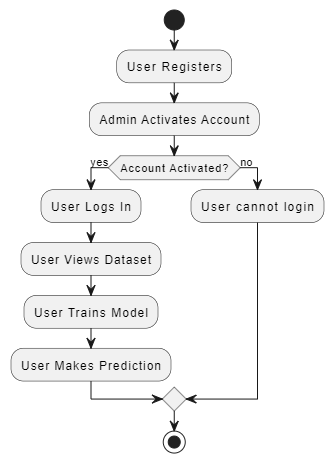 User Registers
Admin Activates Account
yes
Account Activated?
no
User Logs In
User cannot login
User Views Dataset
User Trains Model
User Makes Prediction